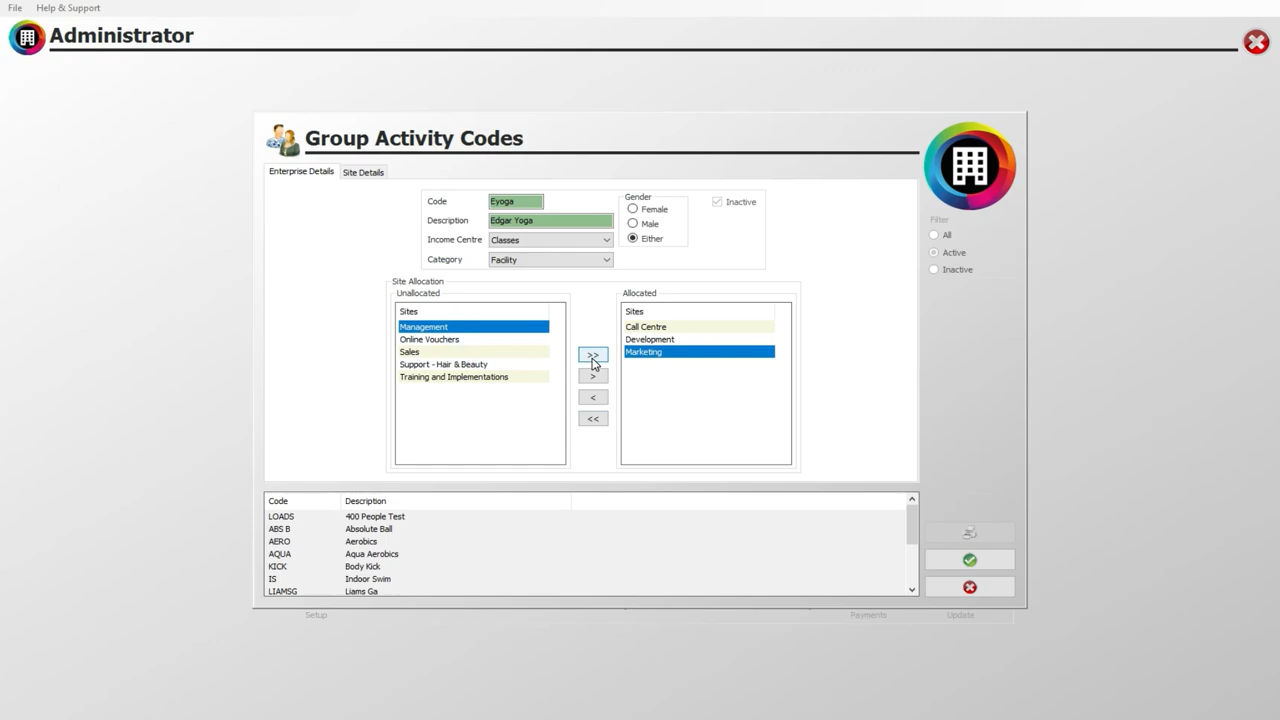 File Help & Support
Administrator
Group Activity Codes
Enterprise Details Site Details
Code Eyoga
Description Edgar Yoga
Income Centre Classes
Category Facility
Gender
Female
Male
Either
Inactive
Filter
All
Active
Inactive
Site Allocation
Unallocated
Sites
Management
Online Vouchers
Sales
Support - Hair & Beauty
Training and Implementations
>>
>
<
<<
Allocated
Sites
Call Centre
Development
Marketing
Code Description
LOADS 400 People Test
ABS B Absolute Ball
AERO Aerobics
AQUA Aqua Aerobics
KICK Body Kick
IS Indoor Swim
LIAMSG Liams Ga
Setup Payments Update